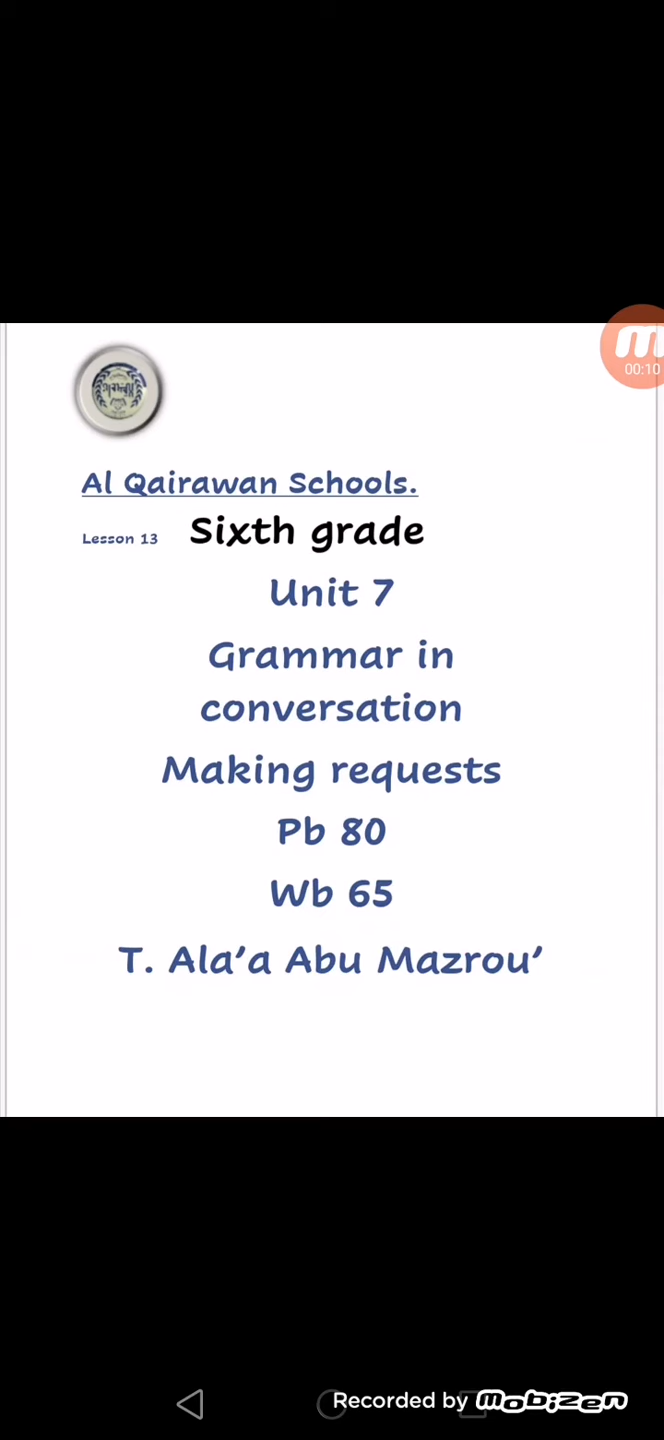 00:10
Al Qairawan Schools.
Lesson 13 Sixth grade
Unit 7
Grammar in
conversation
Making requests
Pb 80
Wb 65
T. Ala’a Abu Mazrou’
Recorded by mobizen